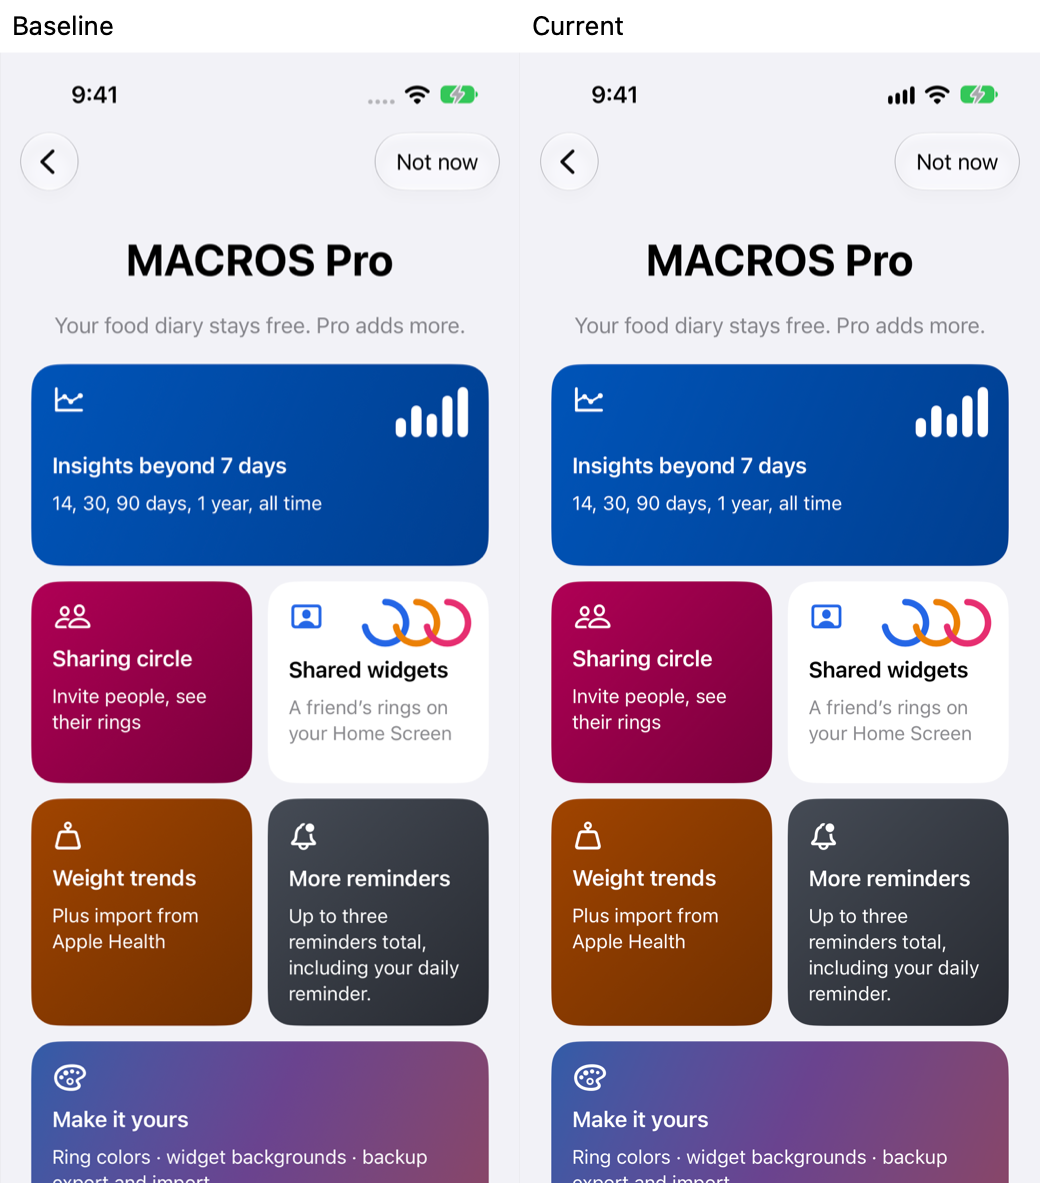 Baseline
9:41
Not now
MACROS Pro
Your food diary stays free. Pro adds more.
Insights beyond 7 days
14, 30, 90 days, 1 year, all time
Sharing circle
Invite people, see
their rings
Shared widgets
A friend’s rings on
your Home Screen
Weight trends
Plus import from
Apple Health
More reminders
Up to three
reminders total,
including your daily
reminder.
Make it yours
Ring colors · widget backgrounds · backup
export and import
Current
9:41
Not now
MACROS Pro
Your food diary stays free. Pro adds more.
Insights beyond 7 days
14, 30, 90 days, 1 year, all time
Sharing circle
Invite people, see
their rings
Shared widgets
A friend’s rings on
your Home Screen
Weight trends
Plus import from
Apple Health
More reminders
Up to three
reminders total,
including your daily
reminder.
Make it yours
Ring colors · widget backgrounds · backup
export and import